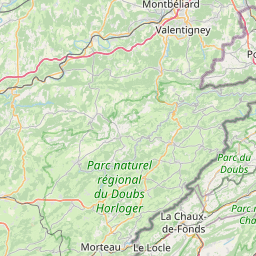 Montbéliard
Valentigney
Parc naturel
régional
du Doubs
Horloger
Parc du
Doubs
La Chaux-
de-Fonds
Morteau
Le Locle